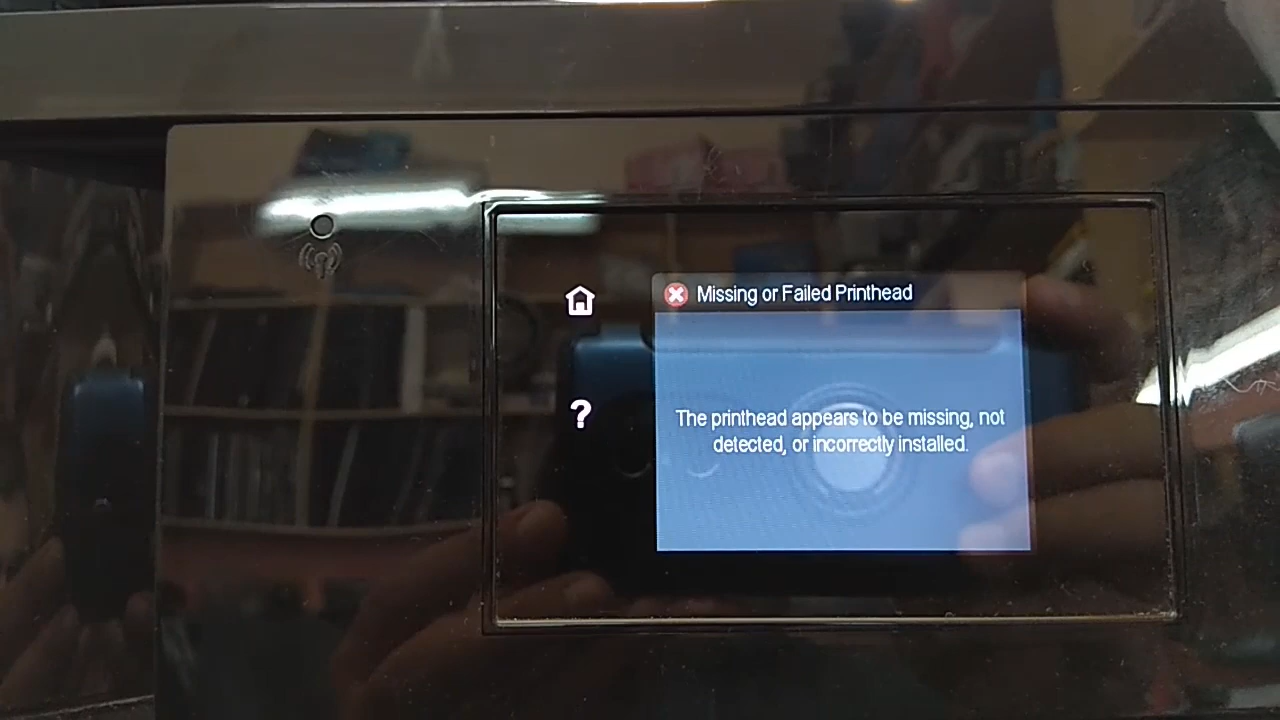 Missing or Failed Printhead
?
The printhead appears to be missing, not
detected, or incorrectly installed.